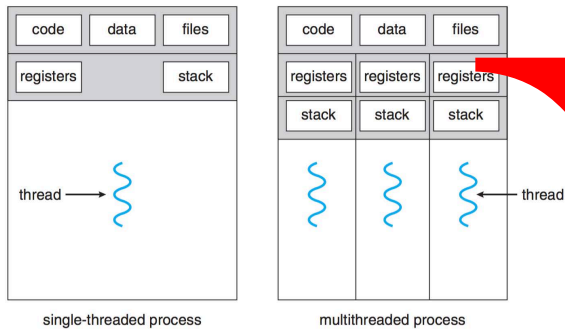 code data files code data files
registers stack registers registers registers
stack stack stack
thread thread
single-threaded process multithreaded process